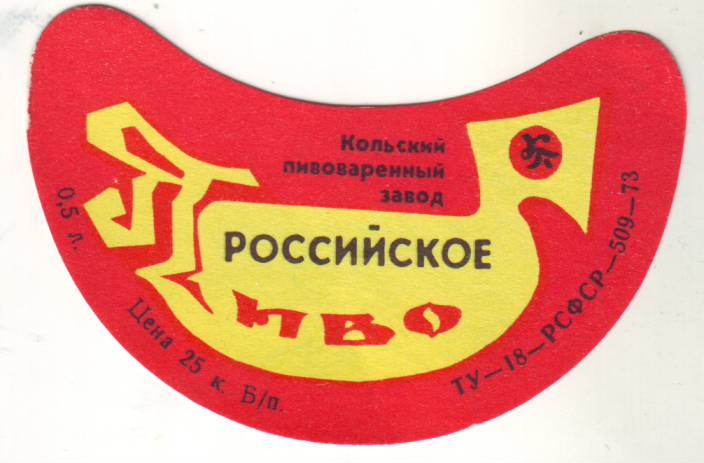 Кольский
пивоваренный
завод
РОССИЙСКОЕ
Пиво
0,5 л.
Цена 25 к. Б/п.
ТУ—18—РСФСР—509—73